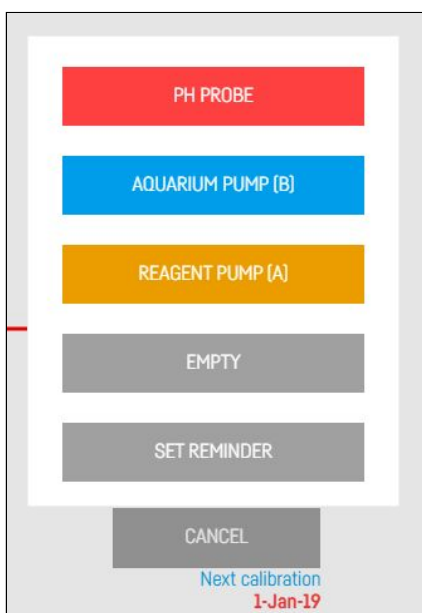 PH PROBE
AQUARIUM PUMP (B)
REAGENT PUMP (A)
EMPTY
SET REMINDER
CANCEL
Next calibration
1-Jan-19